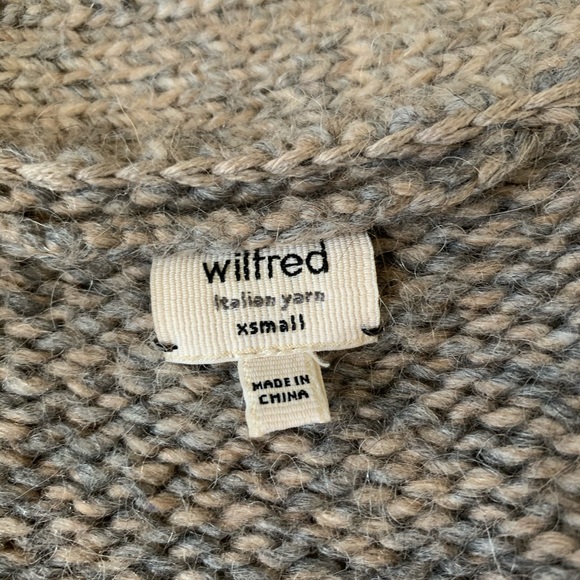 wilfred
Italian yarn
xsmall
MADE IN
CHINA